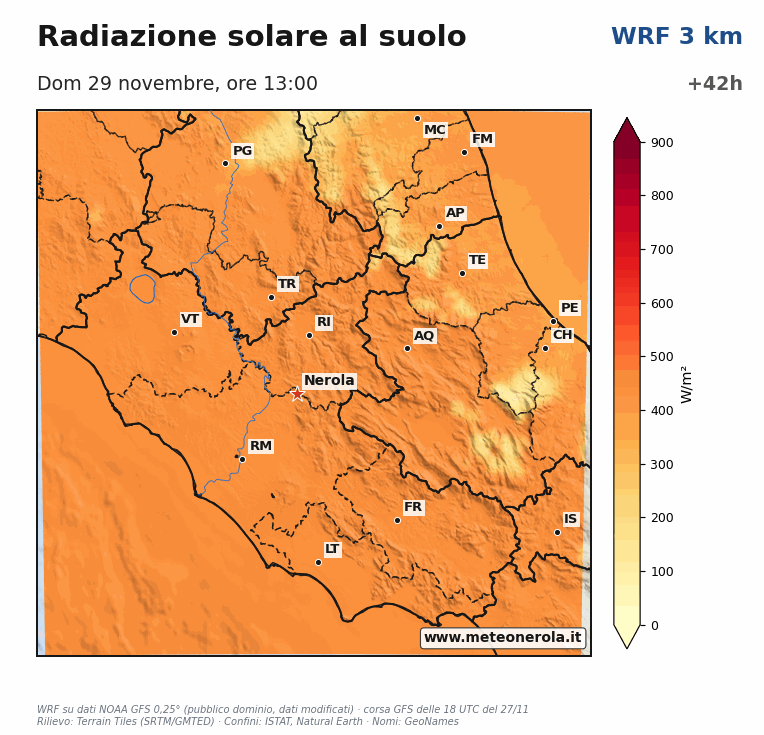 Radiazione solare al suolo
WRF 3 km
Dom 29 novembre, ore 13:00
+42h
MC
FM
PG
AP
TE
TR
PE
VT
RI
AQ
CH
Nerola
RM
FR
IS
LT
www.meteonerola.it
900
800
700
600
500
400
300
200
100
0
W/m²
WRF su dati NOAA GFS 0,25° (pubblico dominio, dati modificati) · corsa GFS delle 18 UTC del 27/11
Rilievo: Terrain Tiles (SRTM/GMTED) · Confini: ISTAT, Natural Earth · Nomi: GeoNames